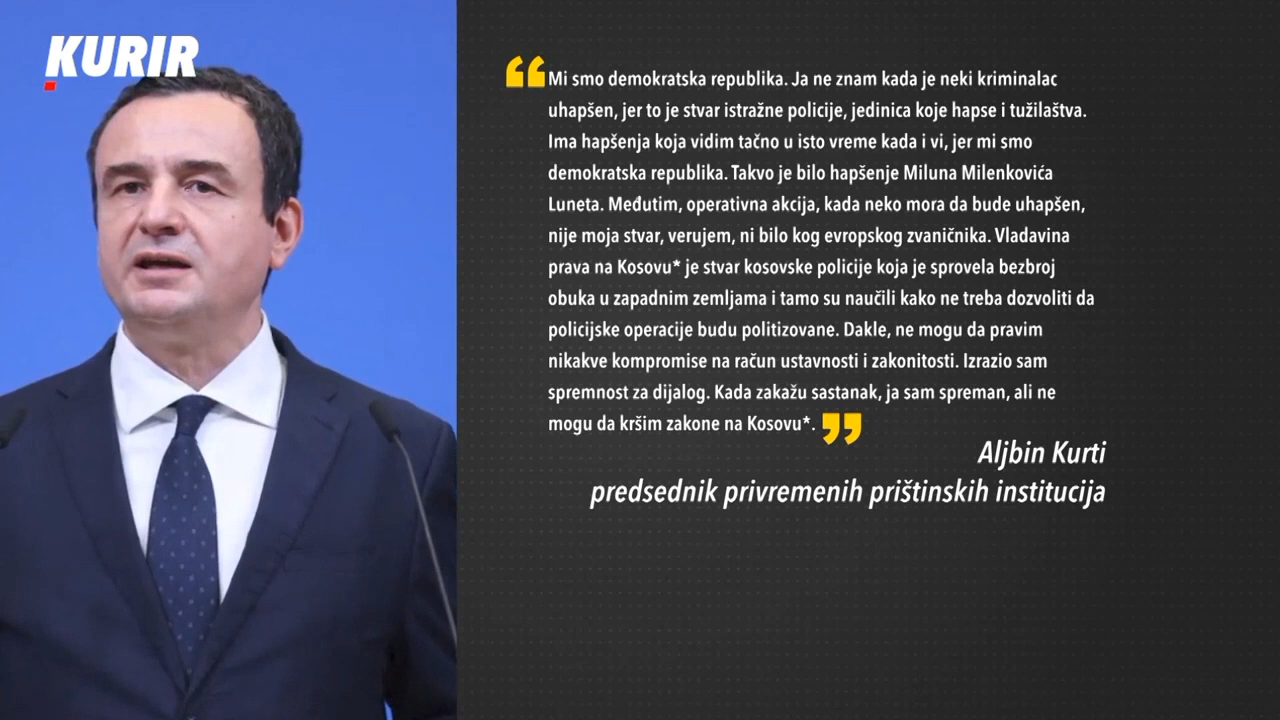 KURIR
“Mi smo demokratska republika. Ja ne znam kada je neki kriminalac
uhapšen, jer to je stvar istražne policije, jedinica koje hapse i tužilaštva.
Ima hapšenja koja vidim tačno u isto vreme kada i vi, jer mi smo
demokratska republika. Takvo je bilo hapšenje Miluna Milenkovića
Luneta. Međutim, operativna akcija, kada neko mora da bude uhapšen,
nije moja stvar, verujem, ni bilo kog evropskog zvaničnika. Vladavina
prava na Kosovu* je stvar kosovske policije koja je sprovela bezbroj
obuka u zapadnim zemljama i tamo su naučili kako ne treba dozvoliti da
policijske operacije budu politizovane. Dakle, ne mogu da pravim
nikakve kompromise na račun ustavnosti i zakonitosti. Izrazio sam
spremnost za dijalog. Kada zakažu sastanak, ja sam spreman, ali ne
mogu da kršim zakone na Kosovu*.”
Aljbin Kurti
predsednik privremenih prištinskih institucija